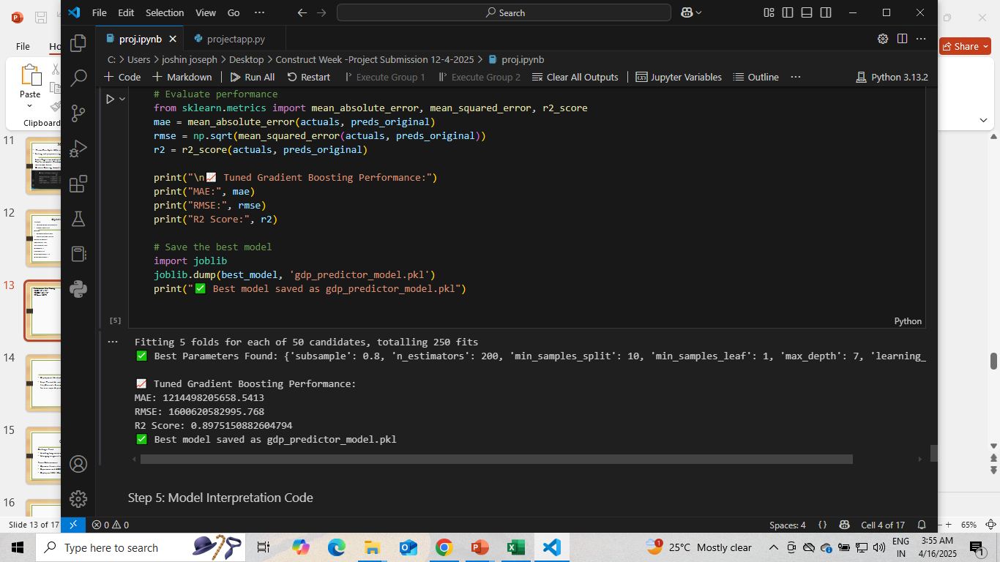 File Edit Selection View Go ··· Search
proj.ipynb projectapp.py
File Share
C: > Users > joshin joseph > Desktop > Construct Week -Project Submission 12-4-2025 > proj.ipynb
+ Code + Markdown Run All Restart Execute Group 1 Execute Group 2 Clear All Outputs Jupyter Variables Outline ··· Python 3.13.2
Paste
Clipboard
# Evaluate performance
from sklearn.metrics import mean_absolute_error, mean_squared_error, r2_score
mae = mean_absolute_error(actuals, preds_original)
rmse = np.sqrt(mean_squared_error(actuals, preds_original))
r2 = r2_score(actuals, preds_original)
print("\n📈 Tuned Gradient Boosting Performance:")
print("MAE:", mae)
print("RMSE:", rmse)
print("R2 Score:", r2)
# Save the best model
import joblib
joblib.dump(best_model, 'gdp_predictor_model.pkl')
print("✅ Best model saved as gdp_predictor_model.pkl")
[5] Python
Fitting 5 folds for each of 50 candidates, totalling 250 fits
✅ Best Parameters Found: {'subsample': 0.8, 'n_estimators': 200, 'min_samples_split': 10, 'min_samples_leaf': 1, 'max_depth': 7, 'learning_
📈 Tuned Gradient Boosting Performance:
MAE: 1214498205658.5413
RMSE: 1600620582995.768
R2 Score: 0.8975150882604794
✅ Best model saved as gdp_predictor_model.pkl
Step 5: Model Interpretation Code
11
12
13
14
15
16
Slide 13 of 17 0 0 Spaces: 4 {} Cell 4 of 17 65%
Type here to search 25°C Mostly clear ENG IN 3:55 AM 4/16/2025